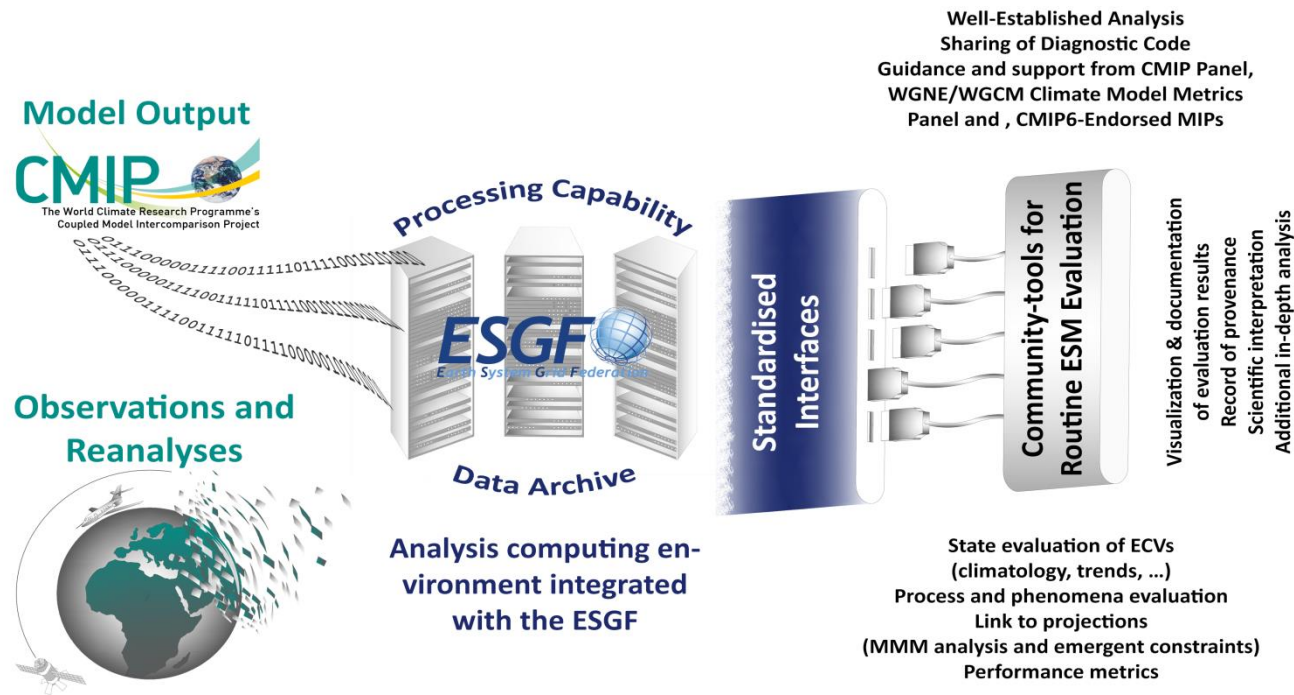 Well-Established Analysis
Sharing of Diagnostic Code
Guidance and support from CMIP Panel,
WGNE/WGCM Climate Model Metrics
Panel and , CMIP6-Endorsed MIPs
Model Output
CMIP
The World Climate Research Programme's
Coupled Model Intercomparison Project
Observations and
Reanalyses
Processing Capability
ESGF
Earth System Grid Federation
Data Archive
Analysis computing en-
vironment integrated
with the ESGF
Standardised
Interfaces
Community-tools for
Routine ESM Evaluation
Visualization & documentation
of evaluation results
Record of provenance
Scientific interpretation
Additional in-depth analysis
State evaluation of ECVs
(climatology, trends, ...)
Process and phenomena evaluation
Link to projections
(MMM analysis and emergent constraints)
Performance metrics